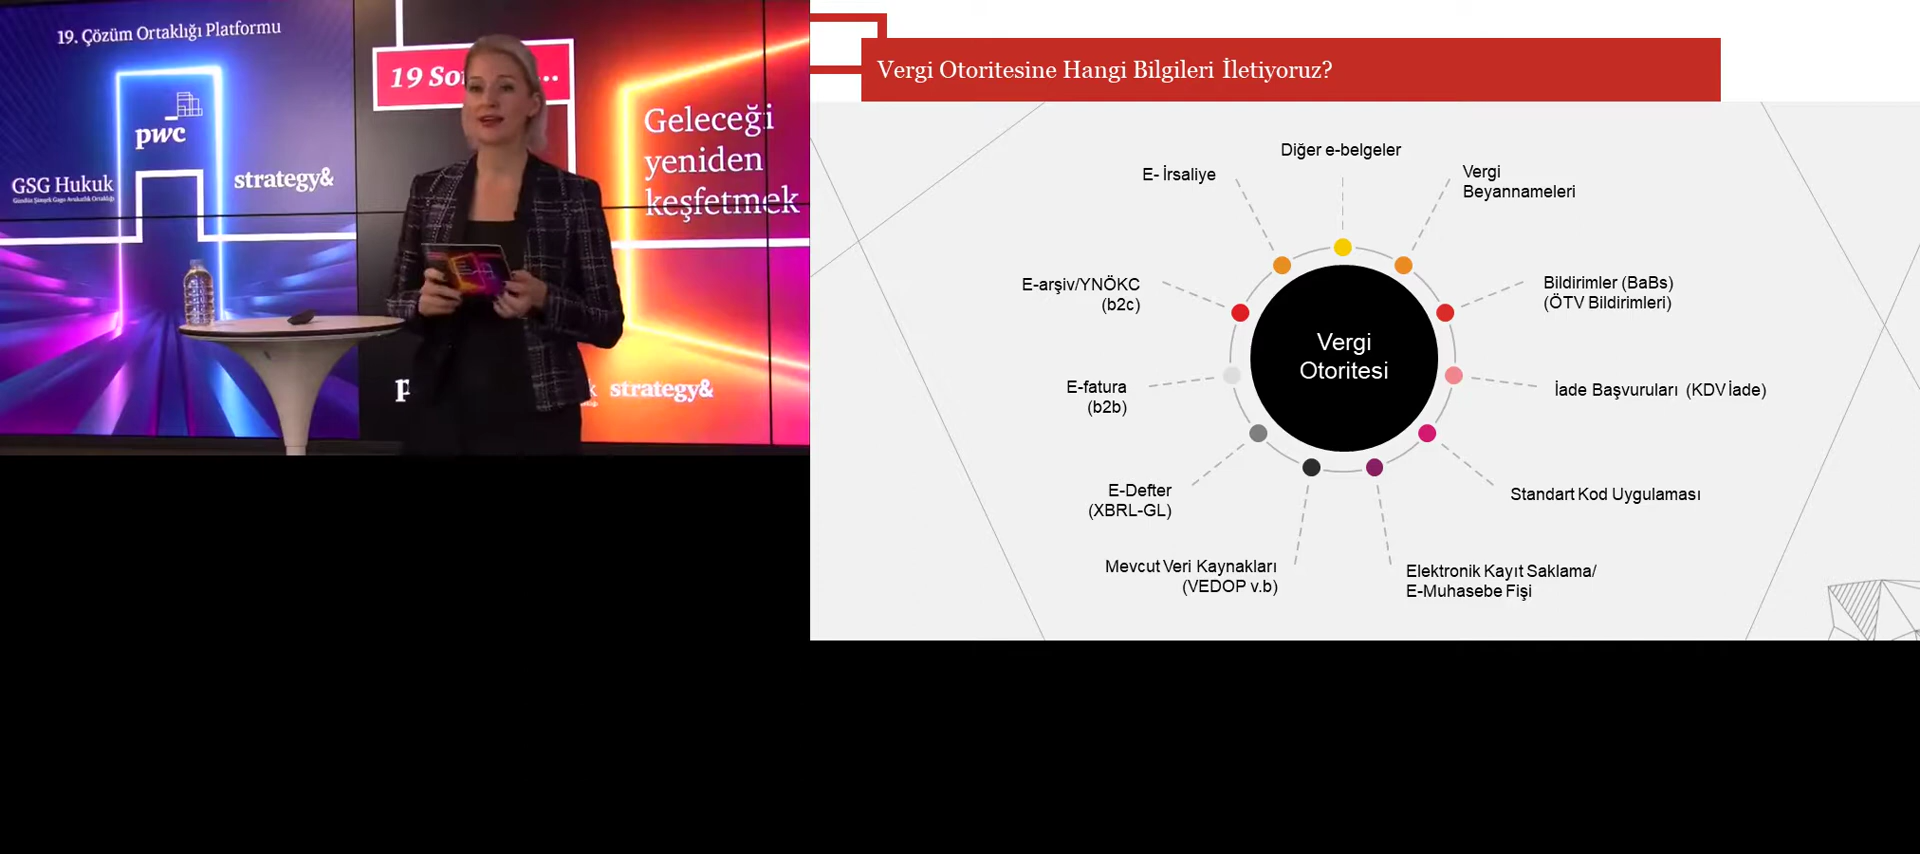 19. Çözüm Ortaklığı Platformu
pwc
GSG Hukuk
strategy&
19
Geleceği
yeniden
keşfetmek
strategy&
Vergi Otoritesine Hangi Bilgileri İletiyoruz?
Diğer e-belgeler
E- İrsaliye
Vergi
Beyannameleri
E-arşiv/YNÖKC
(b2c)
Bildirimler (BaBs)
(ÖTV Bildirimleri)
Vergi
Otoritesi
E-fatura
(b2b)
İade Başvuruları (KDV İade)
E-Defter
(XBRL-GL)
Standart Kod Uygulaması
Mevcut Veri Kaynakları
(VEDOP v.b)
Elektronik Kayıt Saklama/
E-Muhasebe Fişi